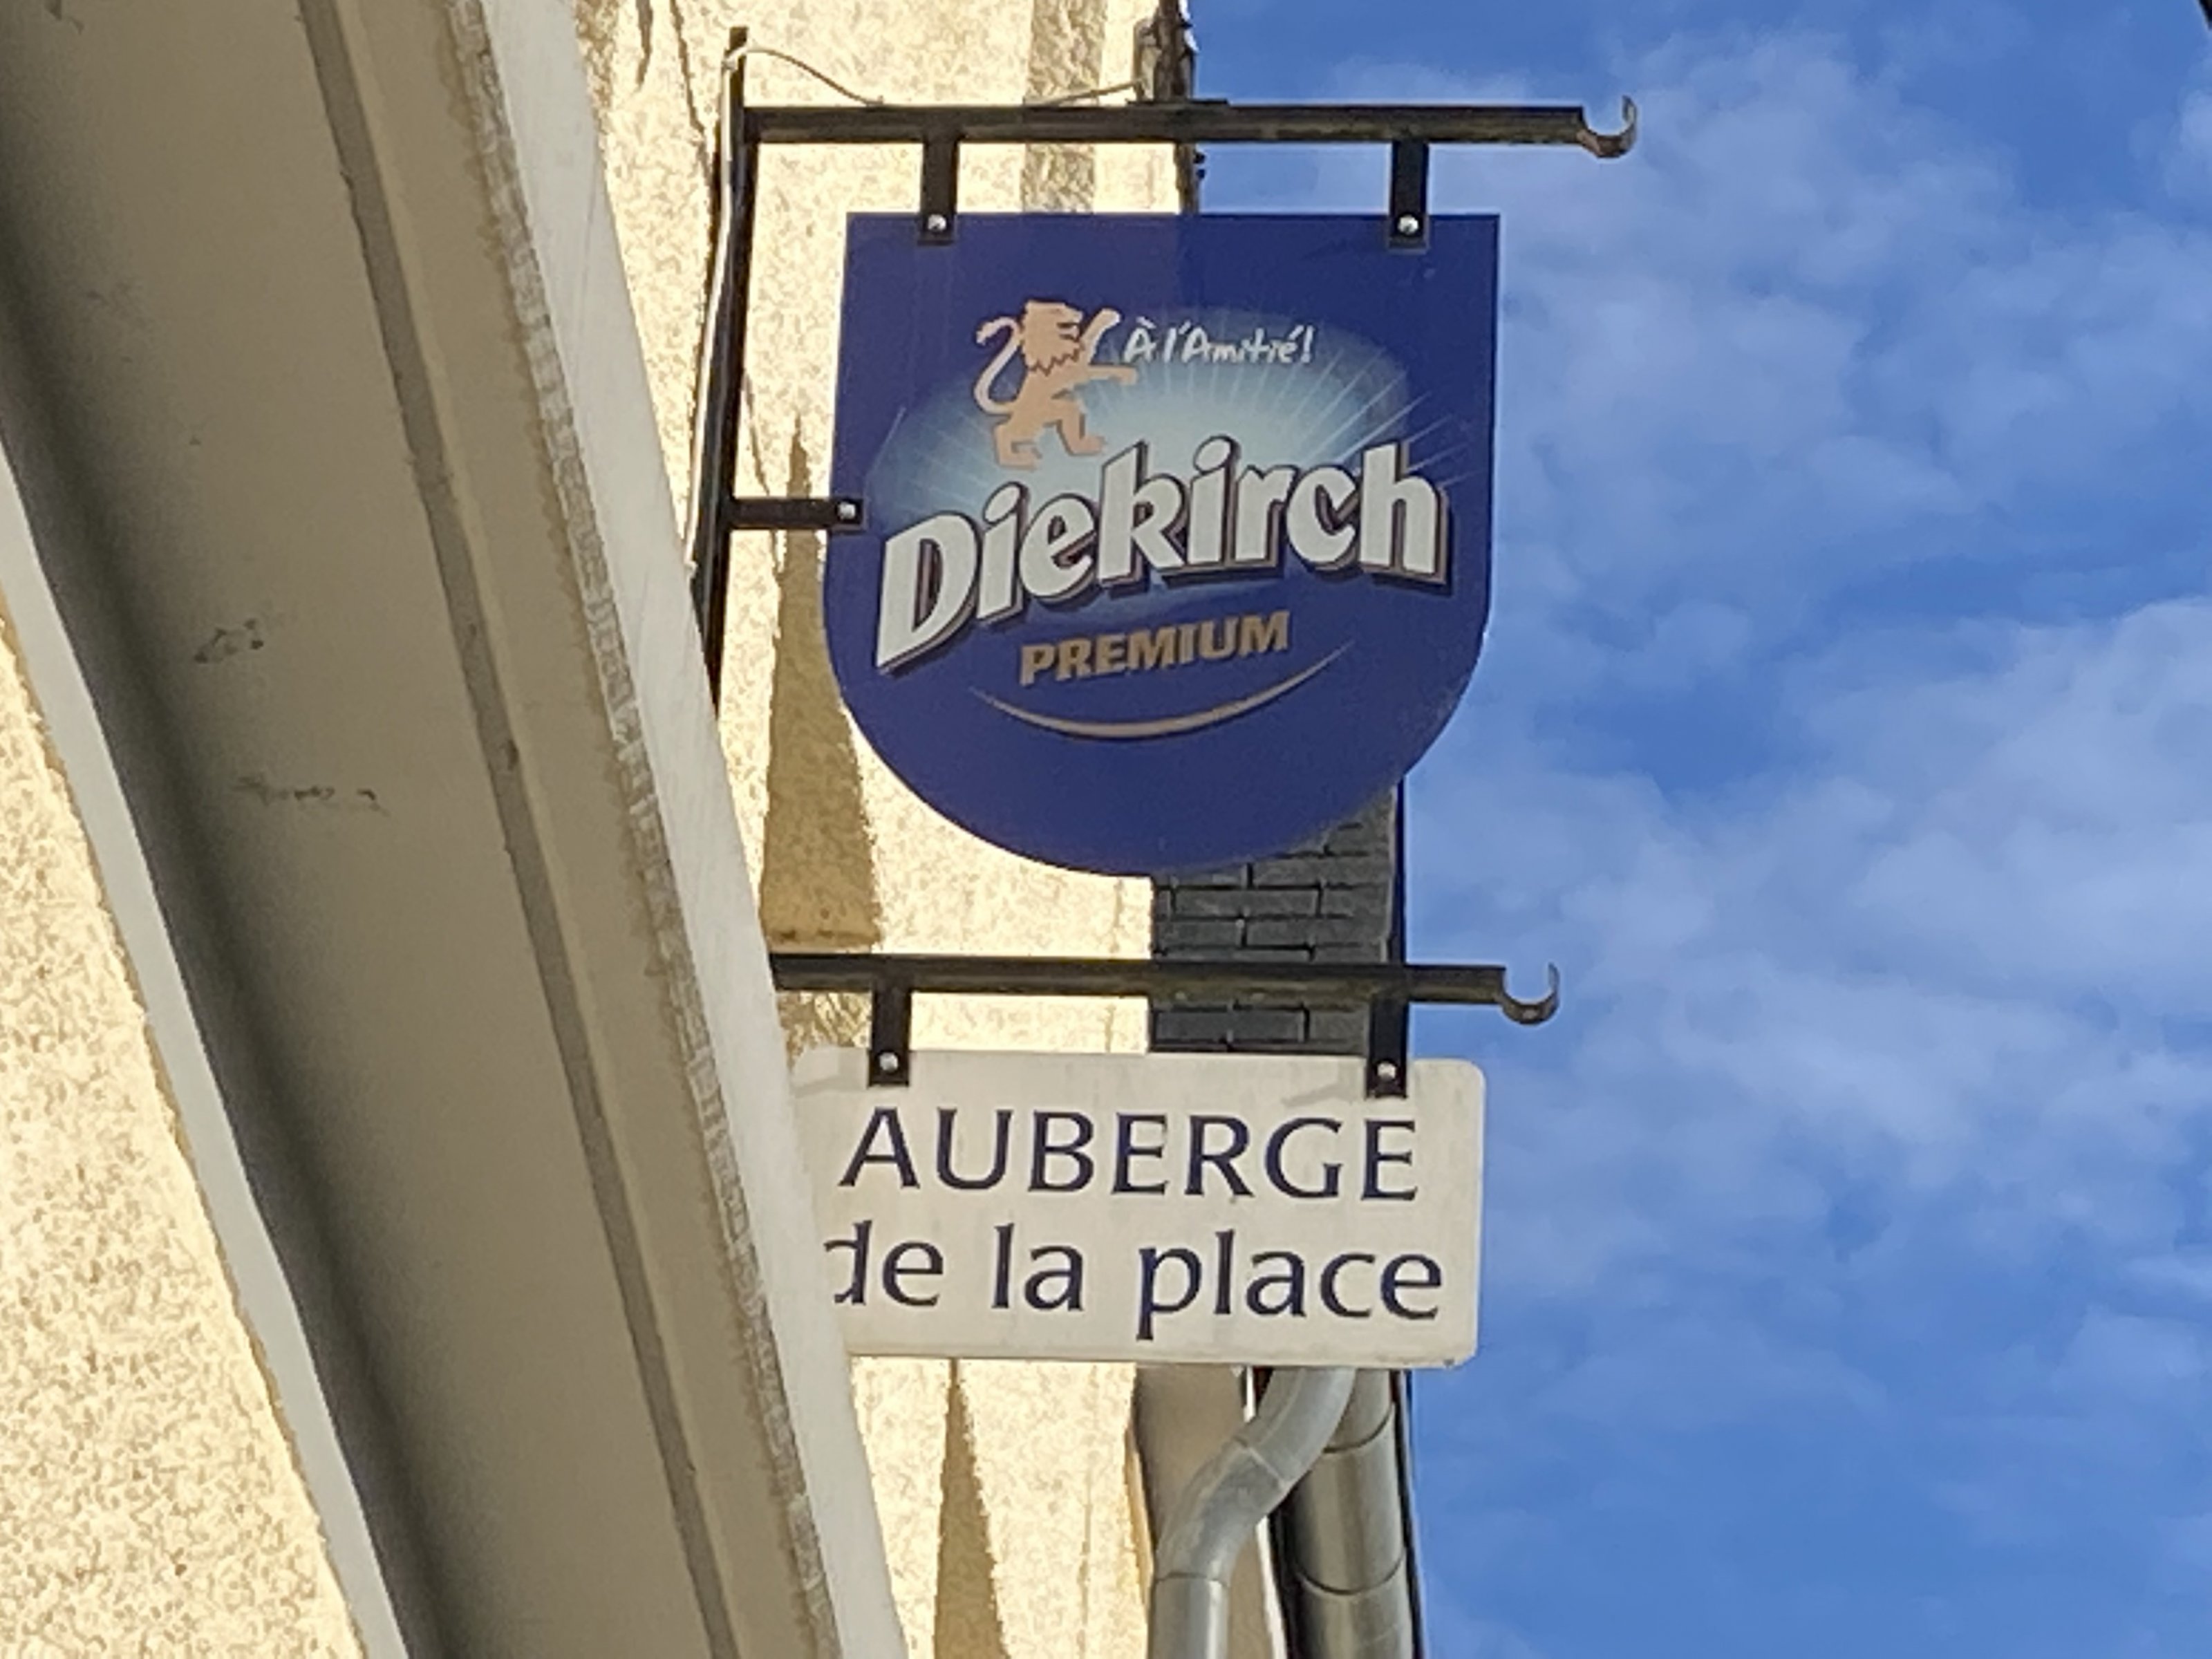 À l'Amitié!
Diekirch
PREMIUM
AUBERGE
de la place